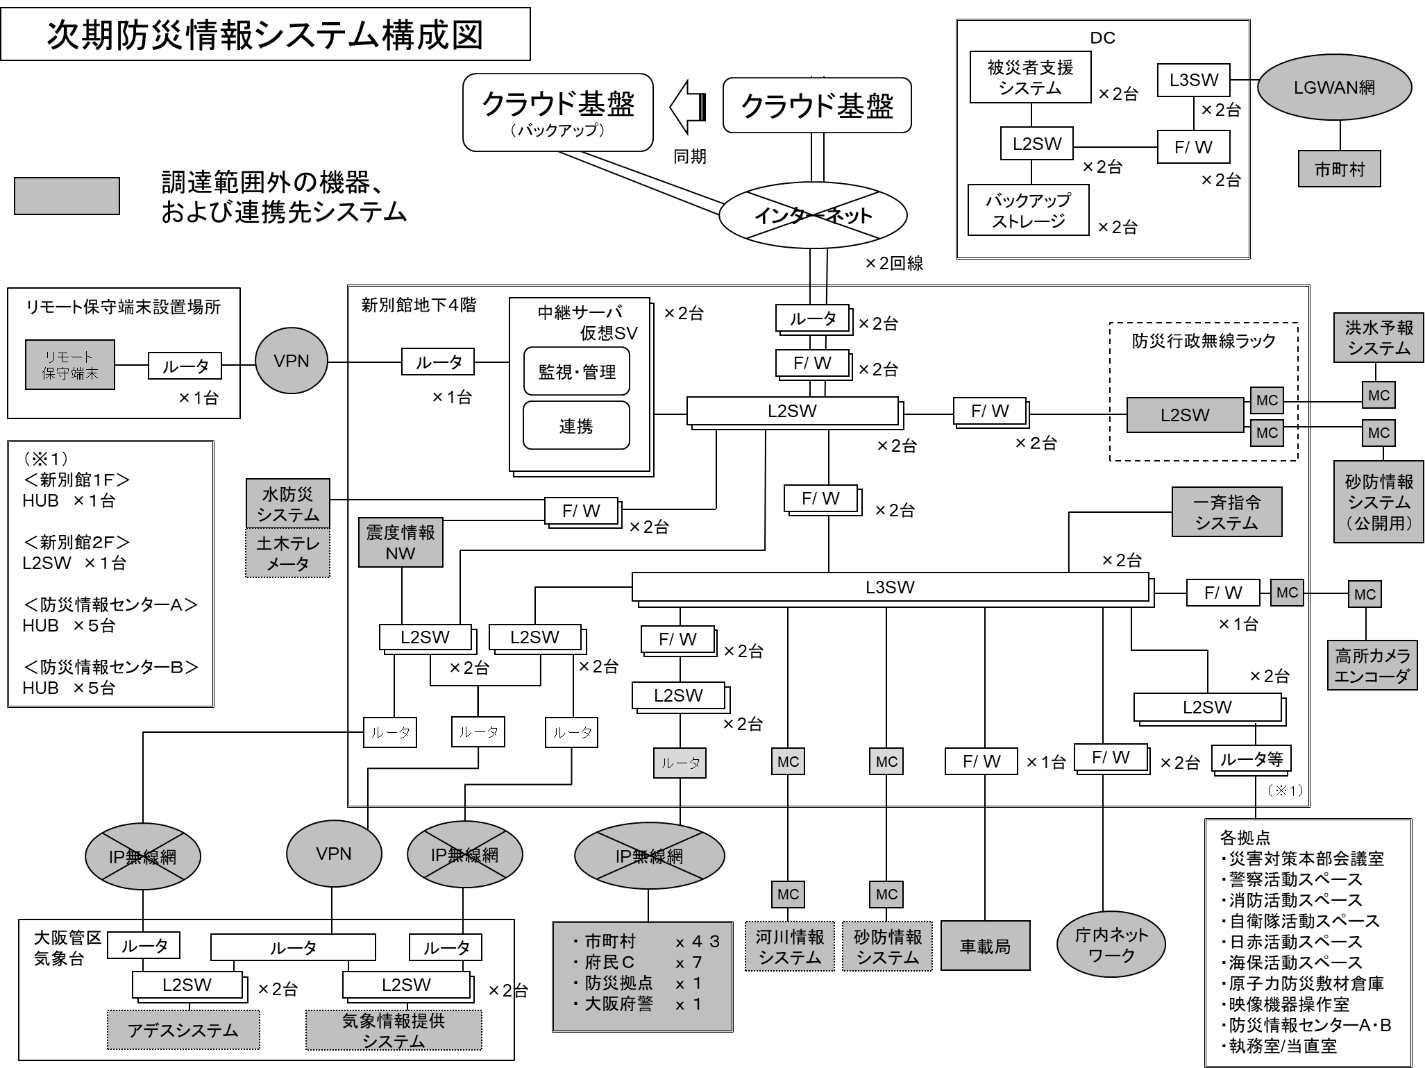 次期防災情報システム構成図
クラウド基盤
（バックアップ）
同期
クラウド基盤
インターネット
×2回線
調達範囲外の機器、
および連携先システム
DC
被災者支援
システム
×2台
L3SW
×2台
L2SW
×2台
F/W
×2台
バックアップ
ストレージ
×2台
LGWAN網
市町村
リモート保守端末設置場所
リモート
保守端末
ルータ
×1台
VPN
新別館地下4階
ルータ
×1台
中継サーバ
仮想SV
×2台
監視・管理
連携
ルータ
×2台
F/W
×2台
L2SW
×2台
F/W
×2台
防災行政無線ラック
L2SW
MC
MC
洪水予報
システム
MC
MC
砂防情報
システム
（公開用）
（※1）
＜新別館1F＞
HUB ×1台
＜新別館2F＞
L2SW ×1台
＜防災情報センターA＞
HUB ×5台
＜防災情報センターB＞
HUB ×5台
水防災
システム
土木テレ
メータ
震度情報
NW
F/W
×2台
F/W
×2台
一斉指令
システム
L3SW
×2台
F/W
×1台
MC
MC
高所カメラ
エンコーダ
L2SW
×2台
L2SW
×2台
F/W
×2台
L2SW
×2台
L2SW
×2台
ルータ
ルータ
ルータ
ルータ
MC
MC
F/W
×1台
F/W
×2台
ルータ等
（※1）
IP無線網
VPN
IP無線網
IP無線網
MC
MC
大阪管区
気象台
ルータ
ルータ
ルータ
L2SW
×2台
L2SW
×2台
アデスシステム
気象情報提供
システム
・市町村 x43
・府民C x7
・防災拠点 x1
・大阪府警 x1
河川情報
システム
砂防情報
システム
車載局
庁内ネット
ワーク
各拠点
・災害対策本部会議室
・警察活動スペース
・消防活動スペース
・自衛隊活動スペース
・日赤活動スペース
・海保活動スペース
・原子力防災敷材倉庫
・映像機器操作室
・防災情報センターA・B
・執務室/当直室